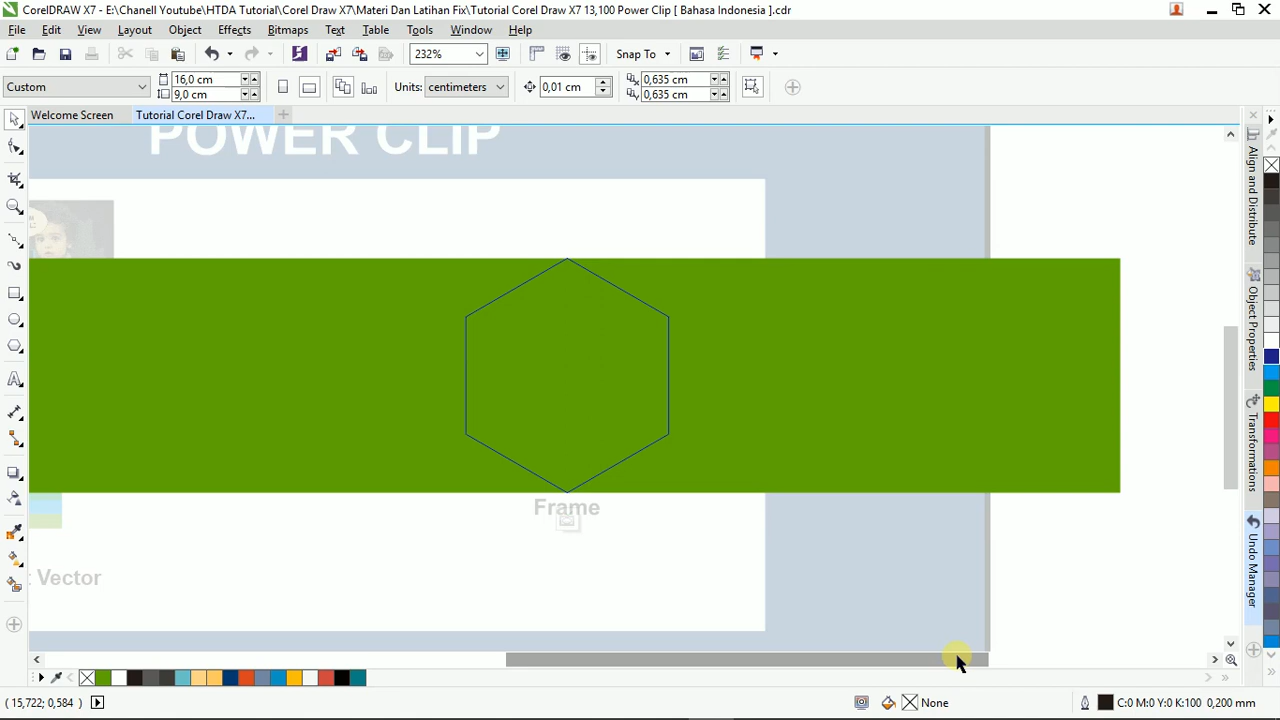 CorelDRAW X7 - E:\Chanell Youtube\HTDA Tutorial\Corel Draw X7\Materi Dan Latihan Fix\Tutorial Corel Draw X7 13,100 Power Clip [ Bahasa Indonesia ].cdr
File Edit View Layout Object Effects Bitmaps Text Table Tools Window Help
232% Snap To
Custom 16,0 cm 9,0 cm Units: centimeters 0,01 cm 0,635 cm 0,635 cm
Welcome Screen Tutorial Corel Draw X7...
POWER CLIP
Frame
Vector
Align and Distribute
Object Properties
Transformations
Undo Manager
( 15,722; 0,584 ) None C:0 M:0 Y:0 K:100 0,200 mm